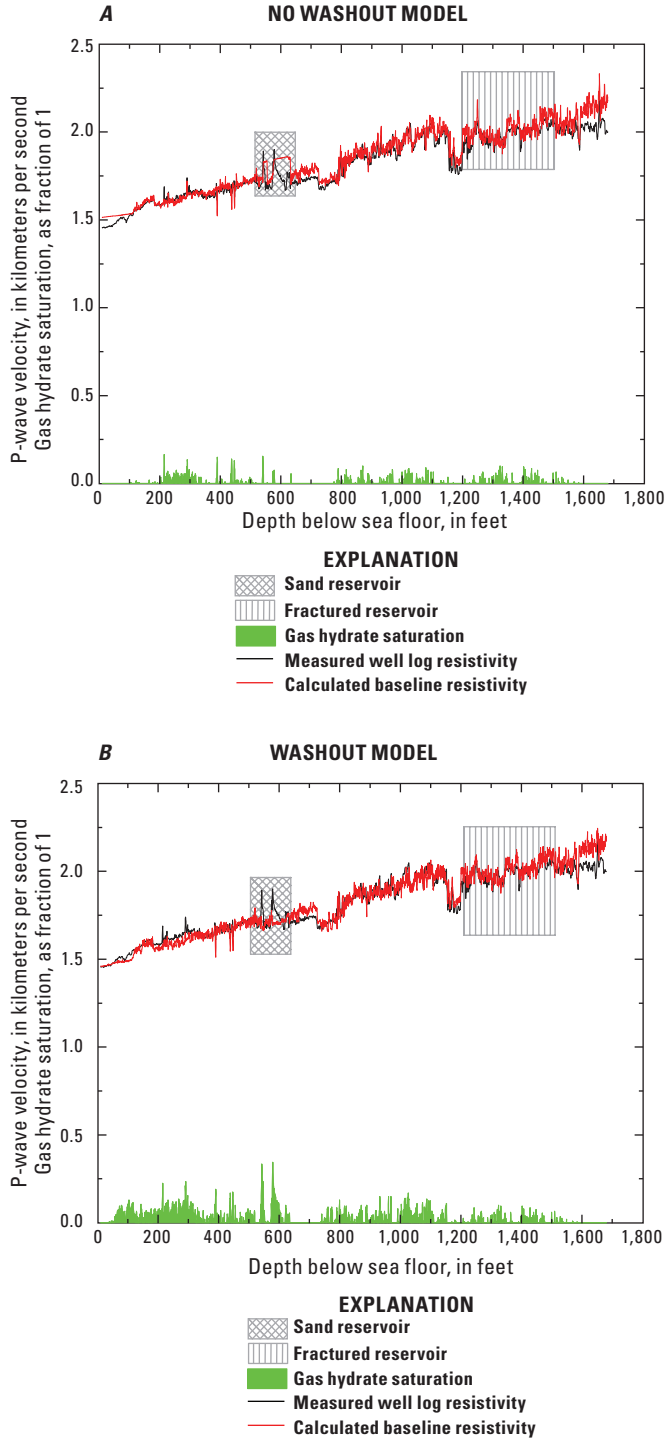 A NO WASHOUT MODEL
P-wave velocity, in kilometers per second
Gas hydrate saturation, as fraction of 1
2.5
2.0
1.5
1.0
0.5
0.0
0 200 400 600 800 1,000 1,200 1,400 1,600 1,800
Depth below sea floor, in feet
EXPLANATION
Sand reservoir
Fractured reservoir
Gas hydrate saturation
Measured well log resistivity
Calculated baseline resistivity
B WASHOUT MODEL
P-wave velocity, in kilometers per second
Gas hydrate saturation, as fraction of 1
2.5
2.0
1.5
1.0
0.5
0.0
0 200 400 600 800 1,000 1,200 1,400 1,600 1,800
Depth below sea floor, in feet
EXPLANATION
Sand reservoir
Fractured reservoir
Gas hydrate saturation
Measured well log resistivity
Calculated baseline resistivity